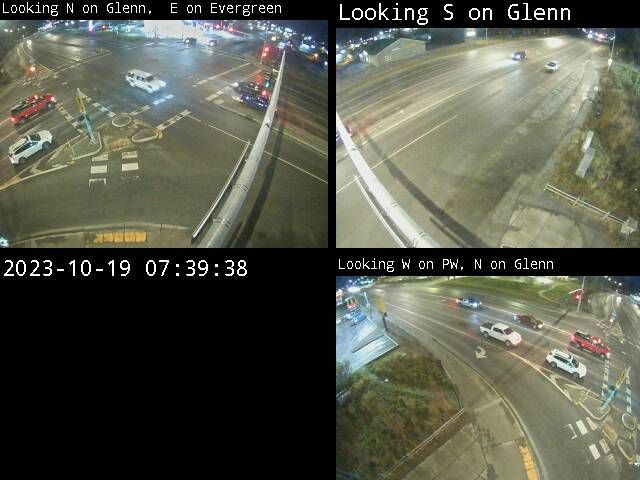 Looking N on Glenn,  E on Evergreen
Looking S on Glenn
2023-10-19 07:39:38
Looking W on PW, N on Glenn